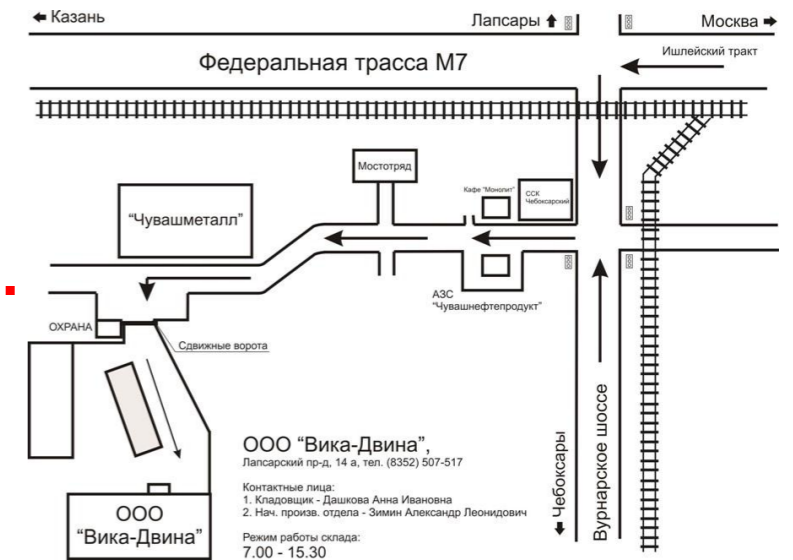 Казань
Лапсары
Москва
Ишлейский тракт
Федеральная трасса М7
Мостотряд
Кафе "Монолит"
ССК
Чебоксарский
"Чувашметалл"
АЗС
"Чувашнефтепродукт"
ОХРАНА
Сдвижные ворота
Чебоксары
Вурнарское шоссе
ООО "Вика-Двина",
Лапсарский пр-д, 14 а, тел. (8352) 507-517
Контактные лица:
1. Кладовщик - Дашкова Анна Ивановна
2. Нач. произв. отдела - Зимин Александр Леонидович
Режим работы склада:
7.00 - 15.30
ООО
"Вика-Двина"